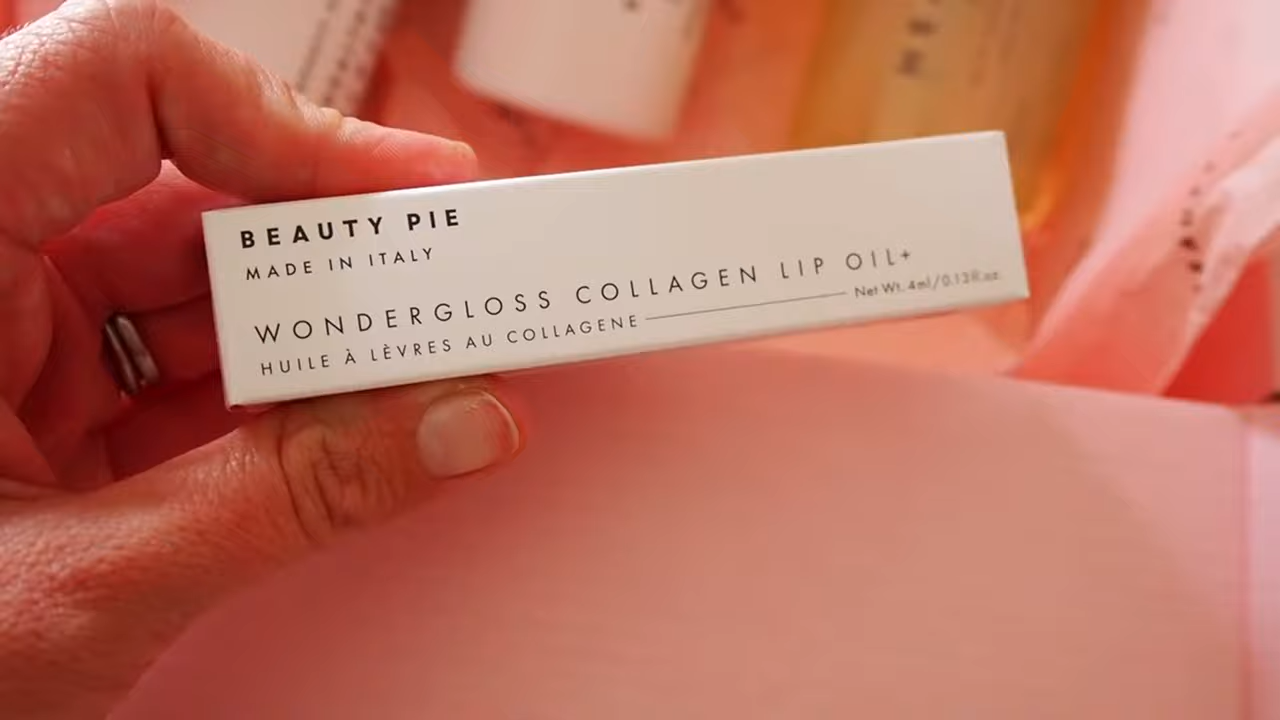 BEAUTY PIE
MADE IN ITALY
WONDERGLOSS COLLAGEN LIP OIL+
HUILE À LÈVRES AU COLLAGENE
Net Wt. 4ml/0.13fl.oz.